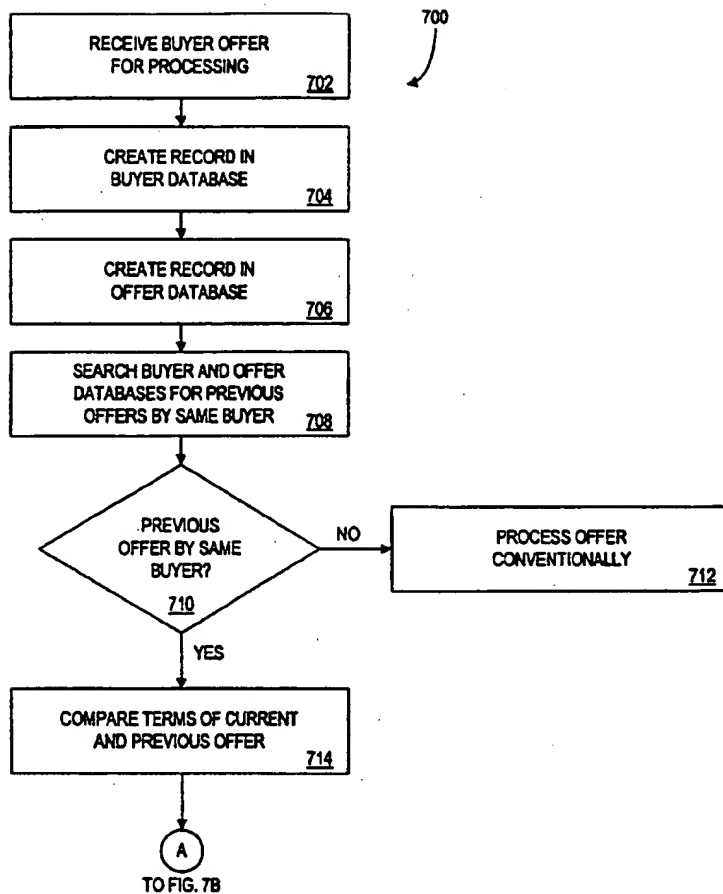 700
RECEIVE BUYER OFFER
FOR PROCESSING
702
CREATE RECORD IN
BUYER DATABASE
704
CREATE RECORD IN
OFFER DATABASE
706
SEARCH BUYER AND OFFER
DATABASES FOR PREVIOUS
OFFERS BY SAME BUYER
708
PREVIOUS
OFFER BY SAME
BUYER?
710
NO
PROCESS OFFER
CONVENTIONALLY
712
YES
COMPARE TERMS OF CURRENT
AND PREVIOUS OFFER
714
A
TO FIG. 7B